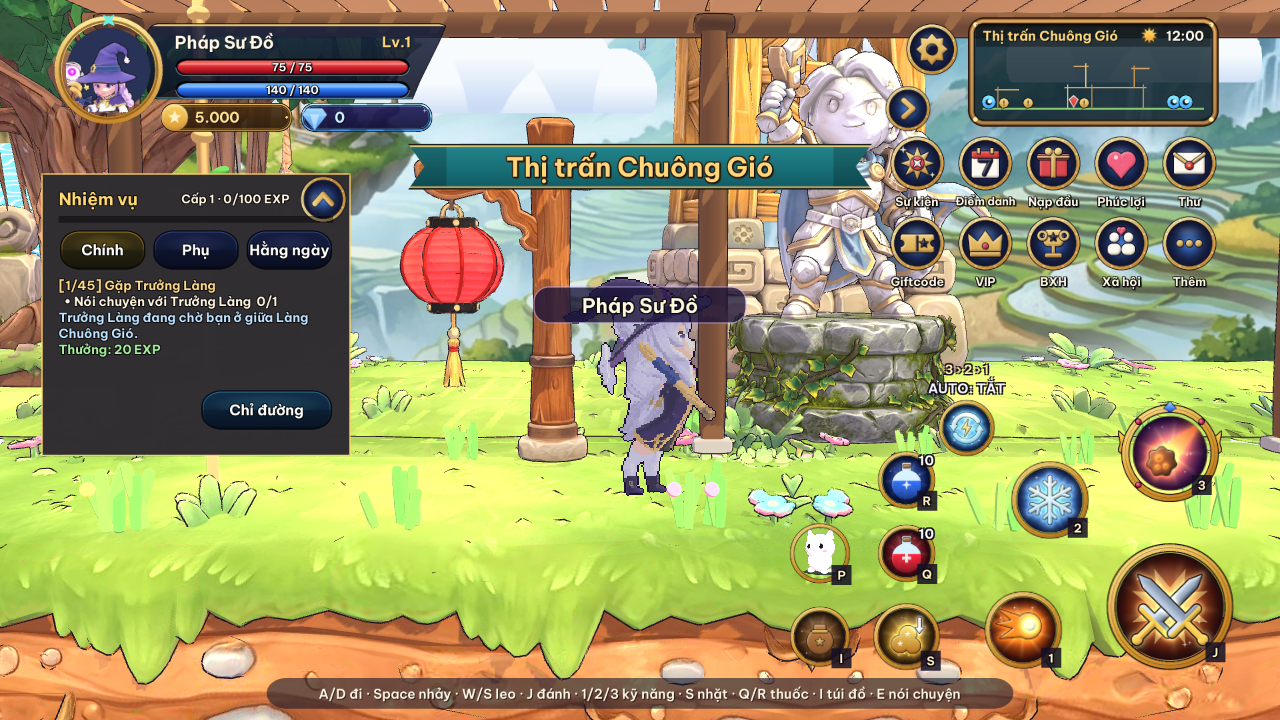 Pháp Sư Đồ
Lv.1
75 / 75
140 / 140
5.000
0
Thị trấn Chuông Gió
12:00
Thị trấn Chuông Gió
Nhiệm vụ
Cấp 1 · 0/100 EXP
Chính
Phụ
Hằng ngày
[1/45] Gặp Trưởng Làng
• Nói chuyện với Trưởng Làng 0/1
Trưởng Làng đang chờ bạn ở giữa Làng
Chuông Gió.
Thưởng: 20 EXP
Chỉ đường
Pháp Sư Đồ
7
Sự kiện
Điểm danh
Nạp đầu
Phúc lợi
Thư
Giftcode
VIP
BXH
Xã hội
Thêm
3›2›1
AUTO: TẮT
10
R
3
2
10
Q
P
I
S
1
J
A/D đi · Space nhảy · W/S leo · J đánh · 1/2/3 kỹ năng · S nhặt · Q/R thuốc · I túi đồ · E nói chuyện